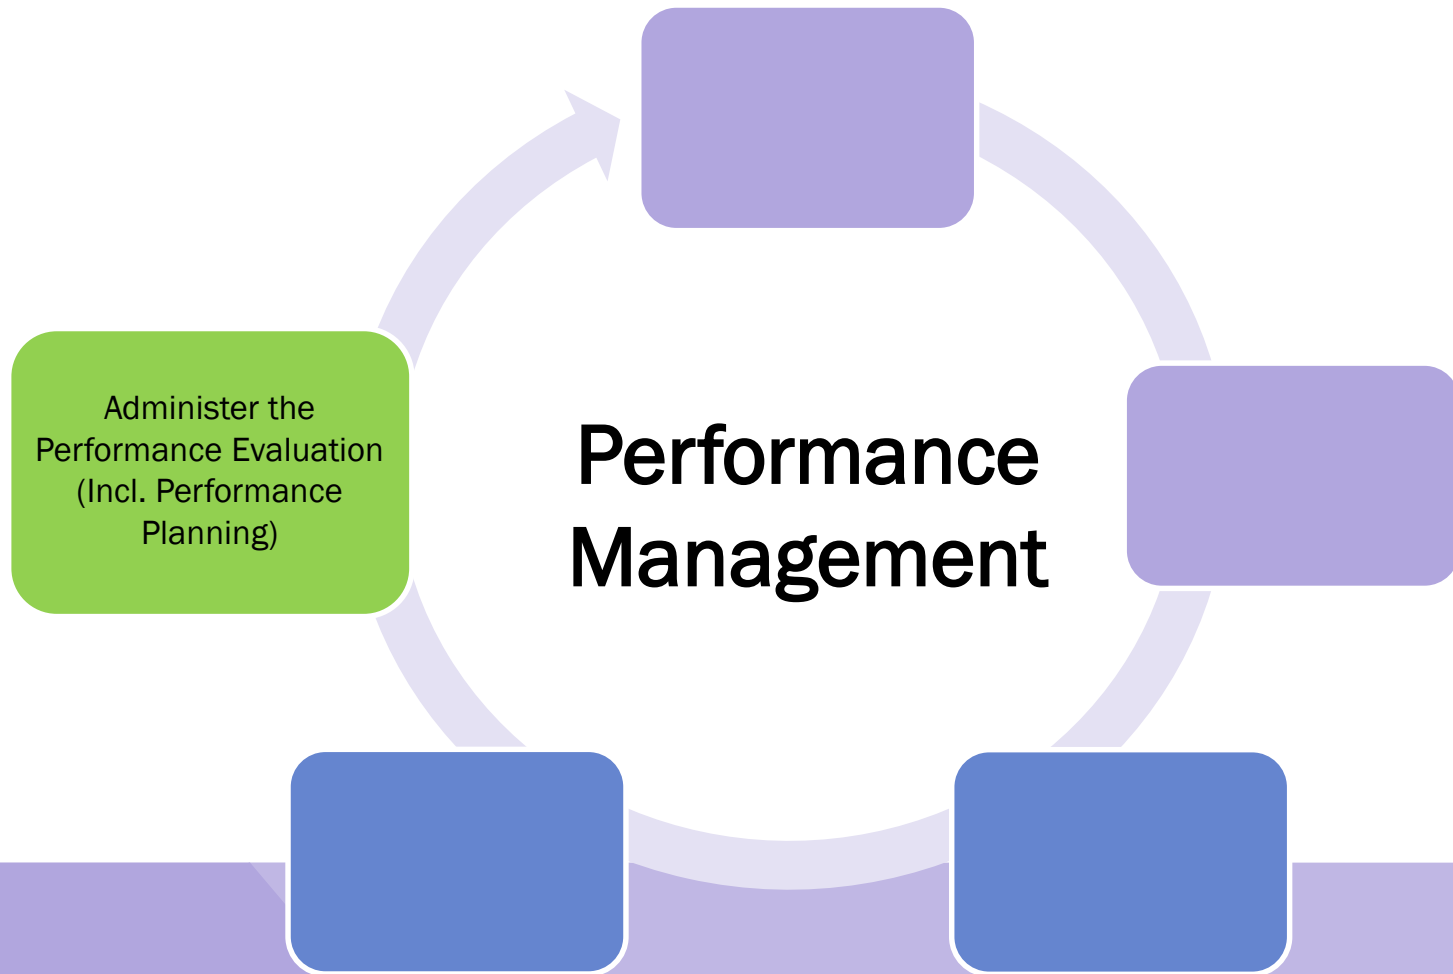 Administer the
Performance Evaluation
(Incl. Performance
Planning)
Performance
Management